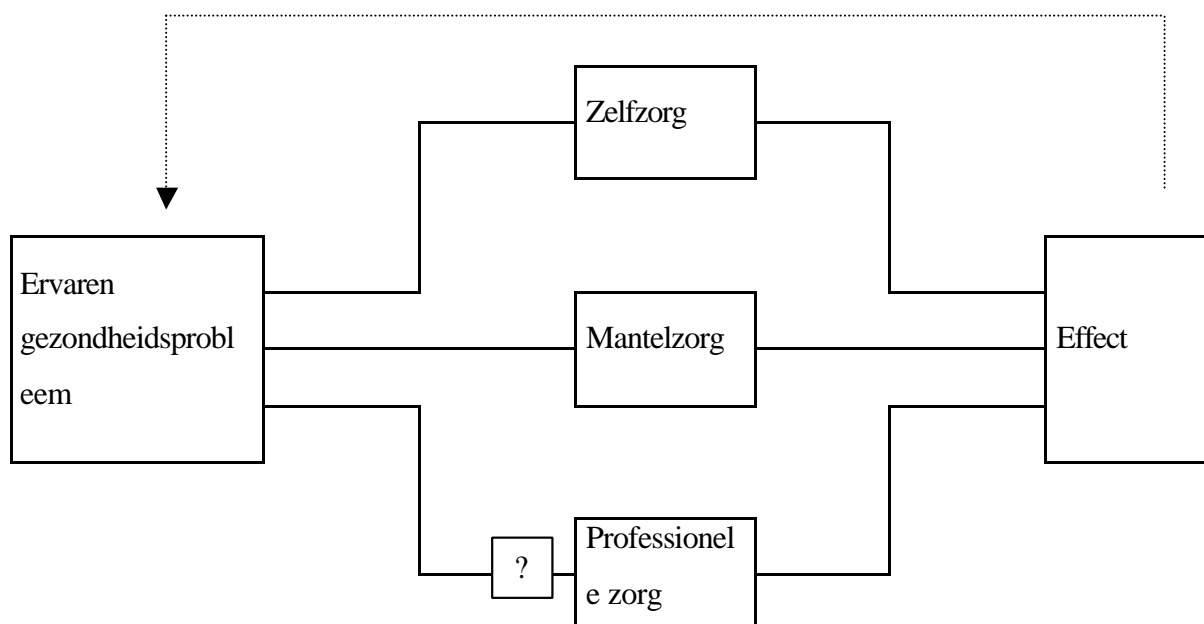 Zelfzorg
Ervaren
gezondheidsprobl
eem
Mantelzorg
Effect
?
Professionel
e zorg